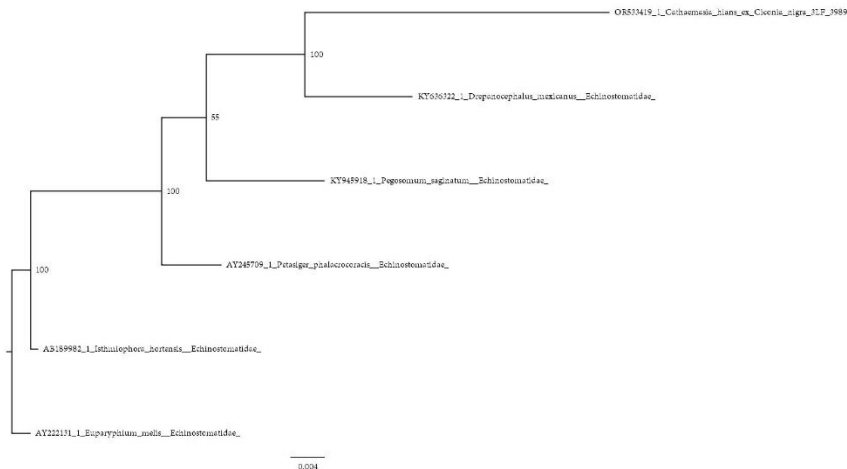 OR533419_1_Cathaemasia_hians_ex_Ciconia_nigra_3LF_3989
100
KY636322_1_Drepanocephalus_mexicanus__Echinostomatidae_
55
KY945918_1_Pegosomum_saginatum__Echinostomatidae_
100
AY245709_1_Petasiger_phalacrocoracis__Echinostomatidae_
100
AB189982_1_Isthmiophora_hortensis__Echinostomatidae_
AY222131_1_Euparyphium_melis__Echinostomatidae_
0.004